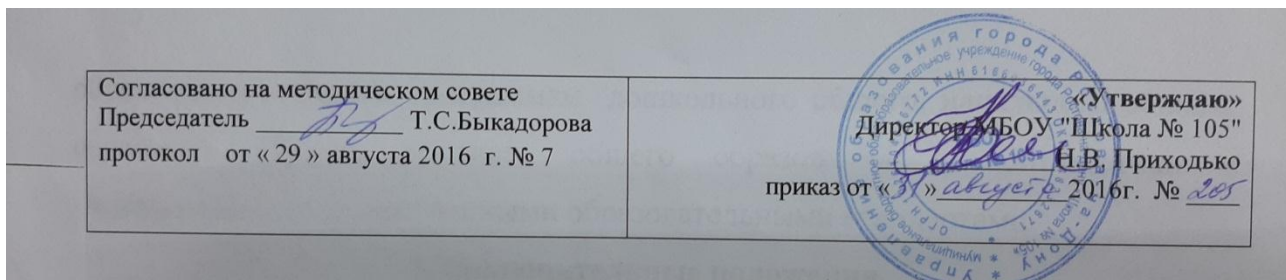 Согласовано на методическом совете
Председатель ____________ Т.С.Быкадорова
протокол от « 29 » августа 2016 г. № 7
«Утверждаю»
Директор МБОУ "Школа № 105"
Н.В. Приходько
приказ от « 31 » августа 2016г. № 205